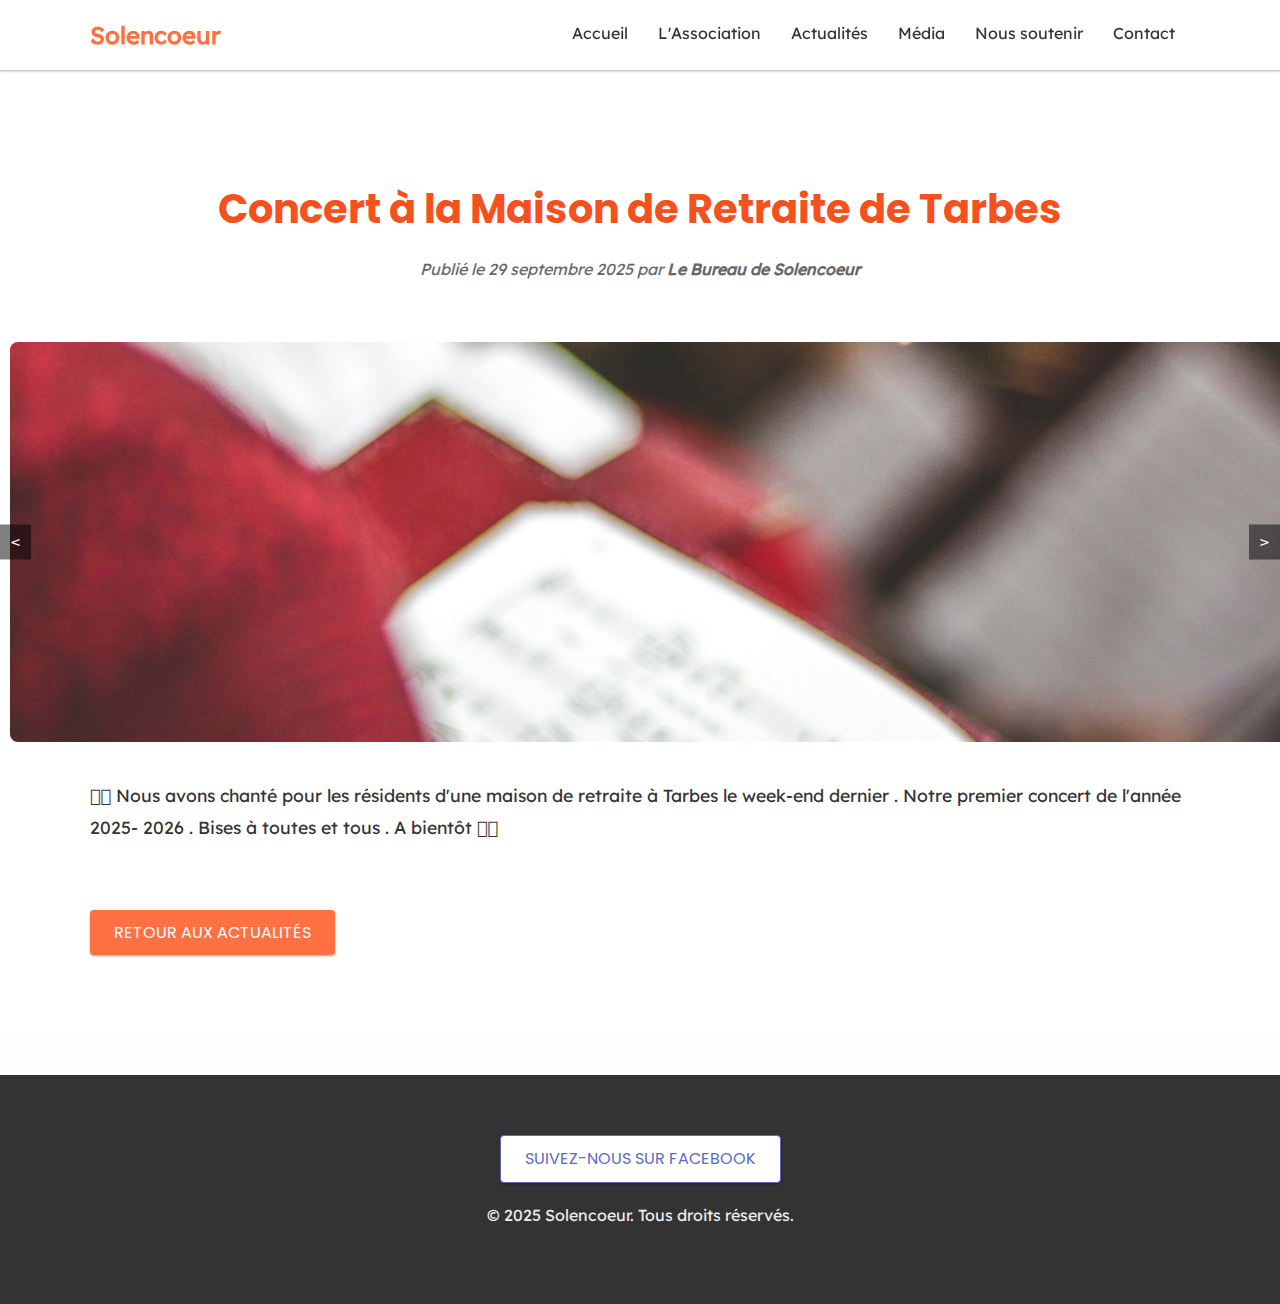 Solencoeur
Accueil L'Association Actualités Média Nous soutenir Contact
Concert à la Maison de Retraite de Tarbes
Publié le 29 septembre 2025 par Le Bureau de Solencoeur
< >
Nous avons chanté pour les résidents d'une maison de retraite à Tarbes le week-end dernier . Notre premier concert de l'année
2025- 2026 . Bises à toutes et tous . A bientôt
RETOUR AUX ACTUALITÉS
SUIVEZ-NOUS SUR FACEBOOK
© 2025 Solencoeur. Tous droits réservés.